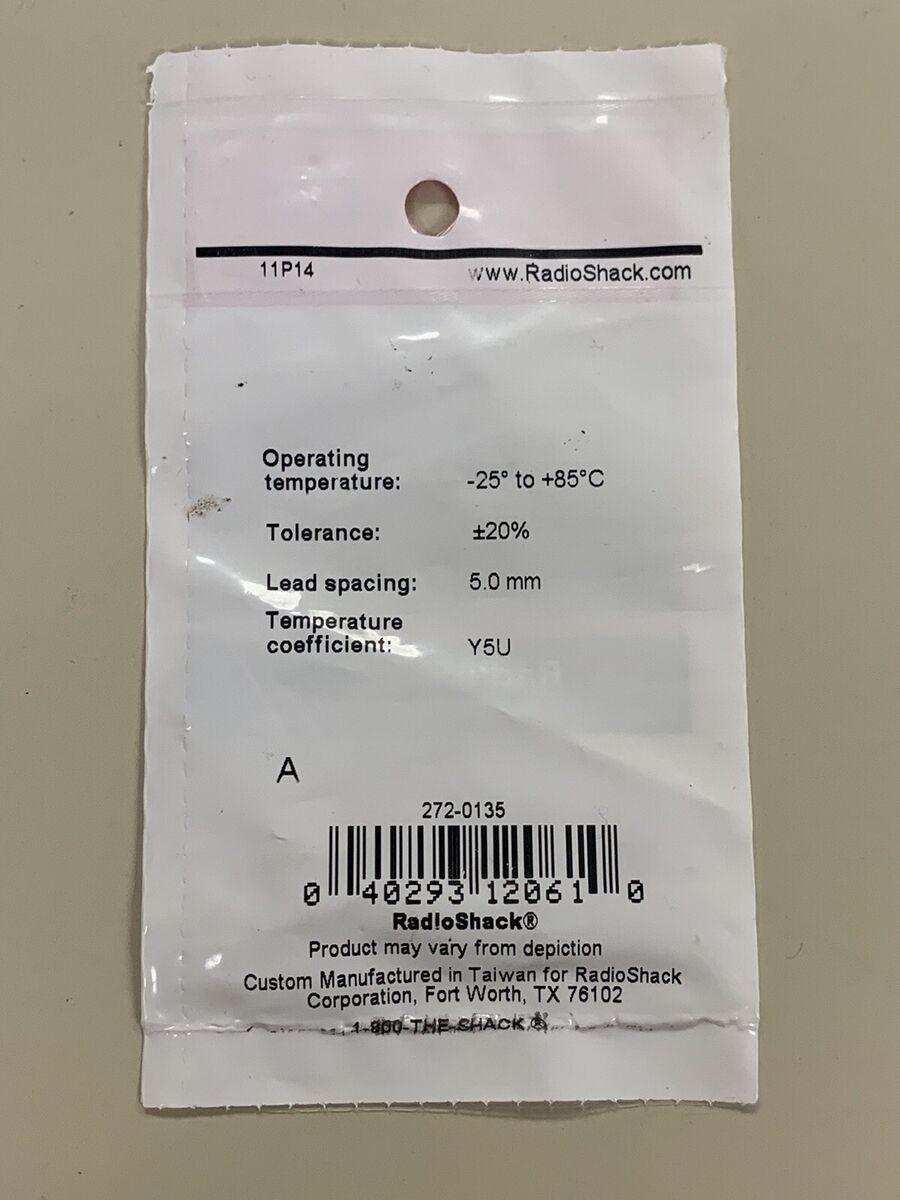 11P14 www.RadioShack.com
Operating
temperature: -25° to +85°C
Tolerance: ±20%
Lead spacing: 5.0 mm
Temperature
coefficient: Y5U
A
272-0135
0 40293 12061 0
RadioShack®
Product may vary from depiction
Custom Manufactured in Taiwan for RadioShack
Corporation, Fort Worth, TX 76102
1-800-THE-SHACK®